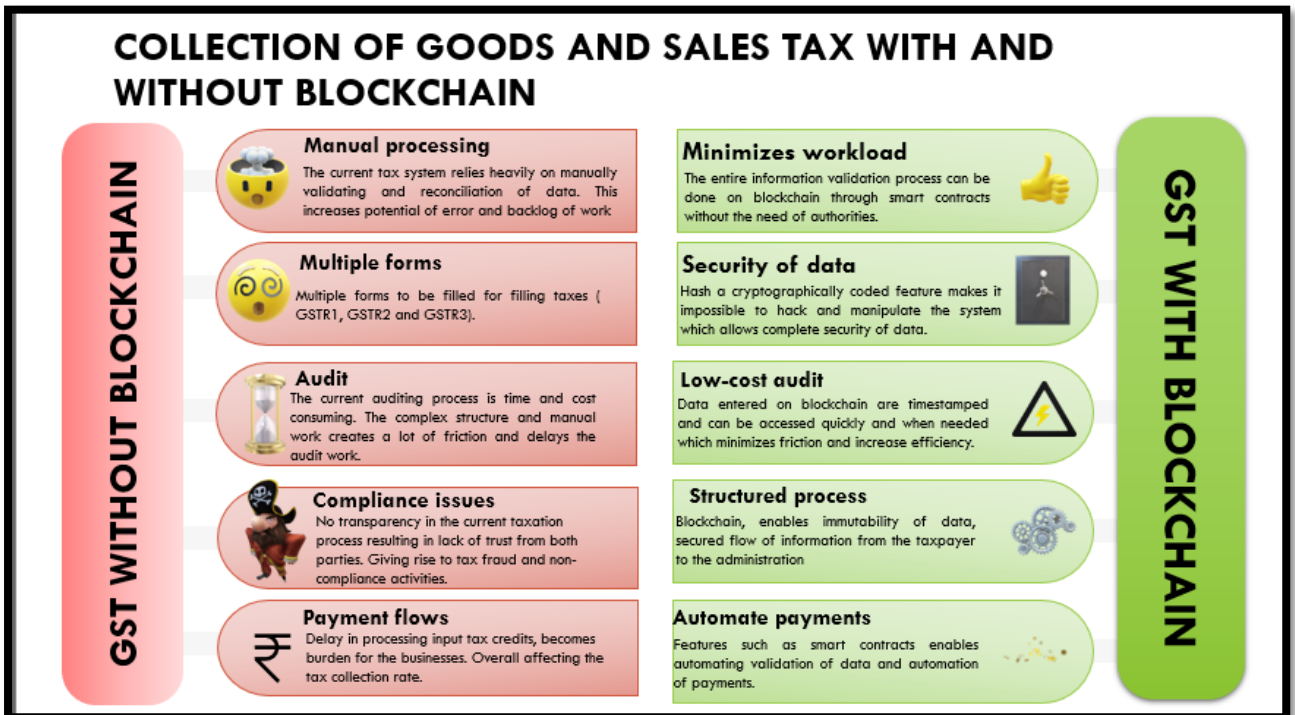 COLLECTION OF GOODS AND SALES TAX WITH AND
WITHOUT BLOCKCHAIN
GST WITHOUT BLOCKCHAIN
Manual processing
The current tax system relies heavily on manually
validating and reconciliation of data. This
increases potential of error and backlog of work
Multiple forms
Multiple forms to be filled for filling taxes (
GSTR1, GSTR2 and GSTR3).
Audit
The current auditing process is time and cost
consuming. The complex structure and manual
work creates a lot of friction and delays the
audit work.
Compliance issues
No transparency in the current taxation
process resulting in lack of trust from both
parties. Giving rise to tax fraud and non-
compliance activities.
Payment flows
Delay in processing input tax credits, becomes
burden for the businesses. Overall affecting the
tax collection rate.
₹
Minimizes workload
The entire information validation process can be
done on blockchain through smart contracts
without the need of authorities.
Security of data
Hash a cryptographically coded feature makes it
impossible to hack and manipulate the system
which allows complete security of data.
Low-cost audit
Data entered on blockchain are timestamped
and can be accessed quickly and when needed
which minimizes friction and increase efficiency.
Structured process
Blockchain, enables immutability of data,
secured flow of information from the taxpayer
to the administration
Automate payments
Features such as smart contracts enables
automating validation of data and automation
of payments.
GST WITH BLOCKCHAIN